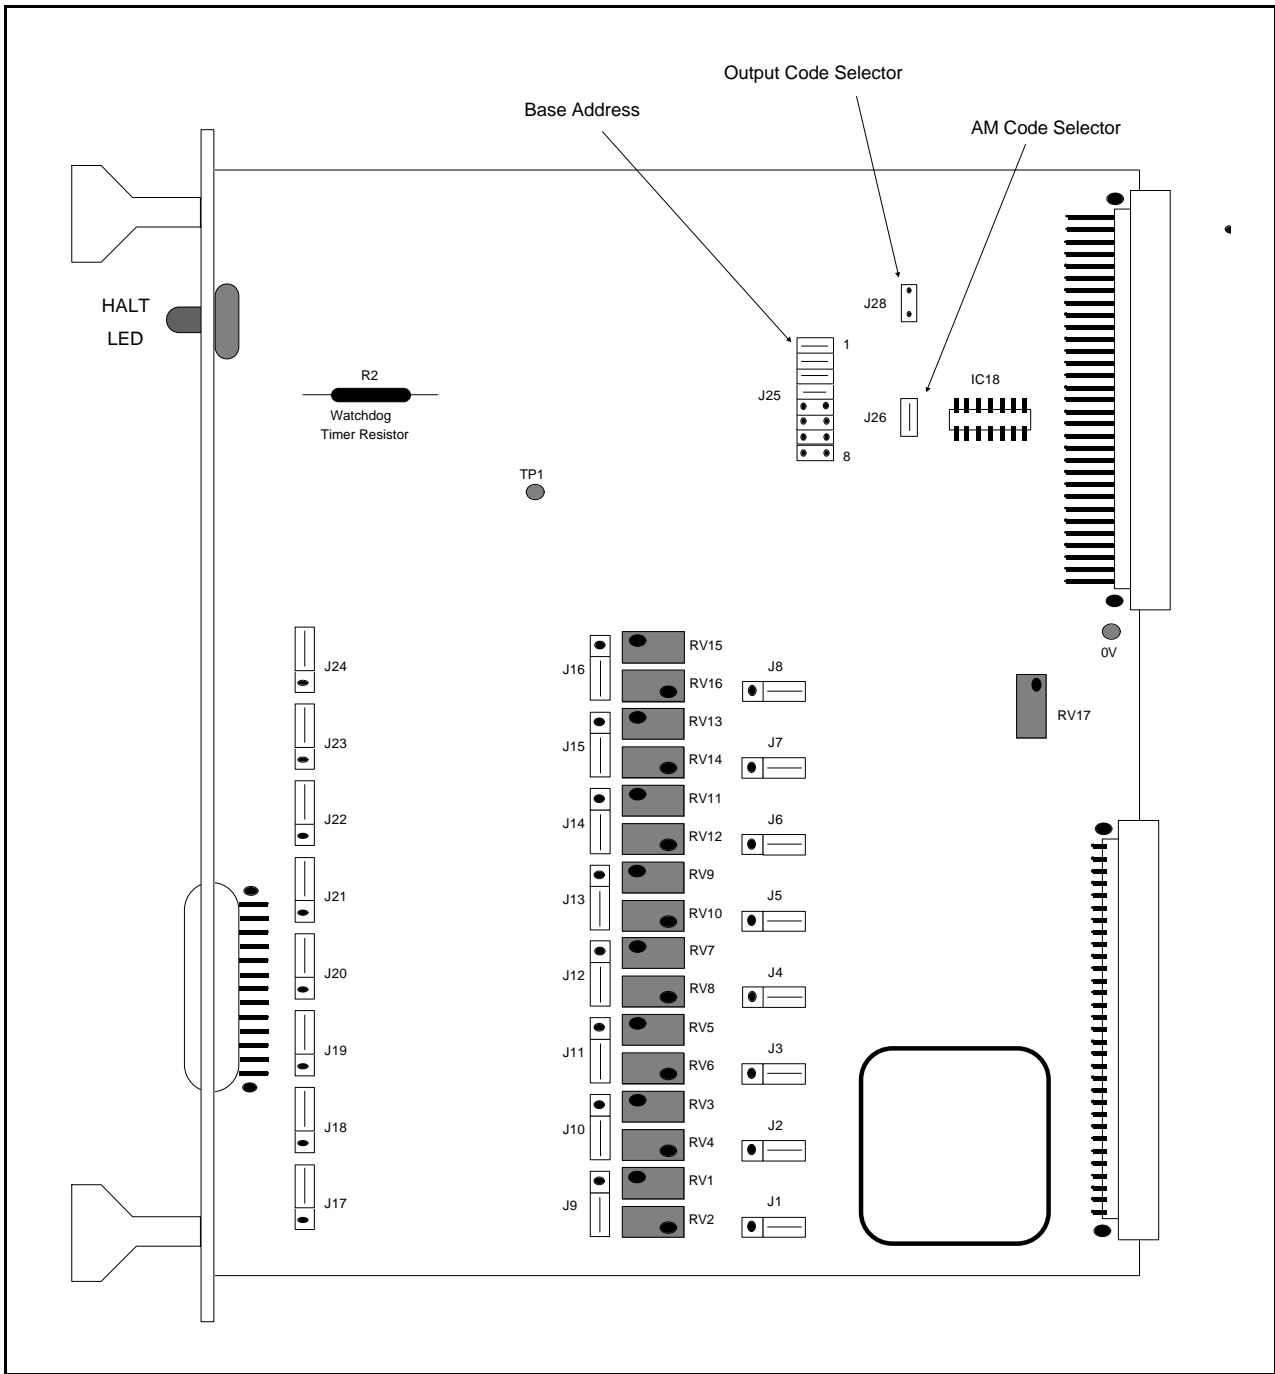 Output Code Selector
Base Address
AM Code Selector
HALT
LED
J28
1
R2
IC18
J25
J26
Watchdog
Timer Resistor
8
TP1
0V
RV15
J24
J16
J8
RV16
RV17
RV13
J23
J15
J7
RV14
RV11
J22
J14
J6
RV12
RV9
J21
J13
J5
RV10
RV7
J20
J12
J4
RV8
RV5
J19
J11
J3
RV6
RV3
J18
J10
J2
RV4
RV1
J17
J9
J1
RV2